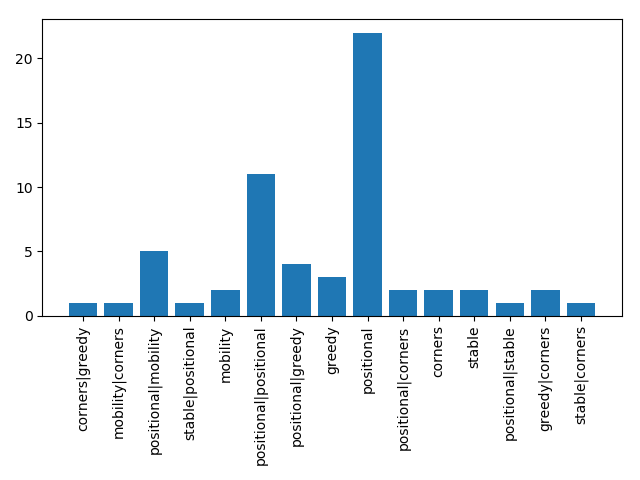 20
15
10
5
0
corners|greedy
mobility|corners
positional|mobility
stable|positional
mobility
positional|positional
positional|greedy
greedy
positional
positional|corners
corners
stable
positional|stable
greedy|corners
stable|corners